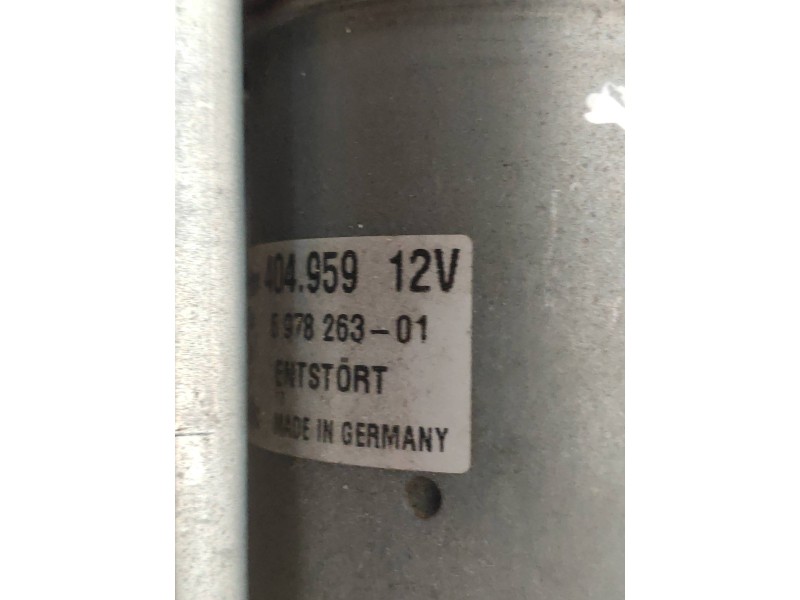 404.959 12V
6 978 263-01
ENTSTÖRT
MADE IN GERMANY